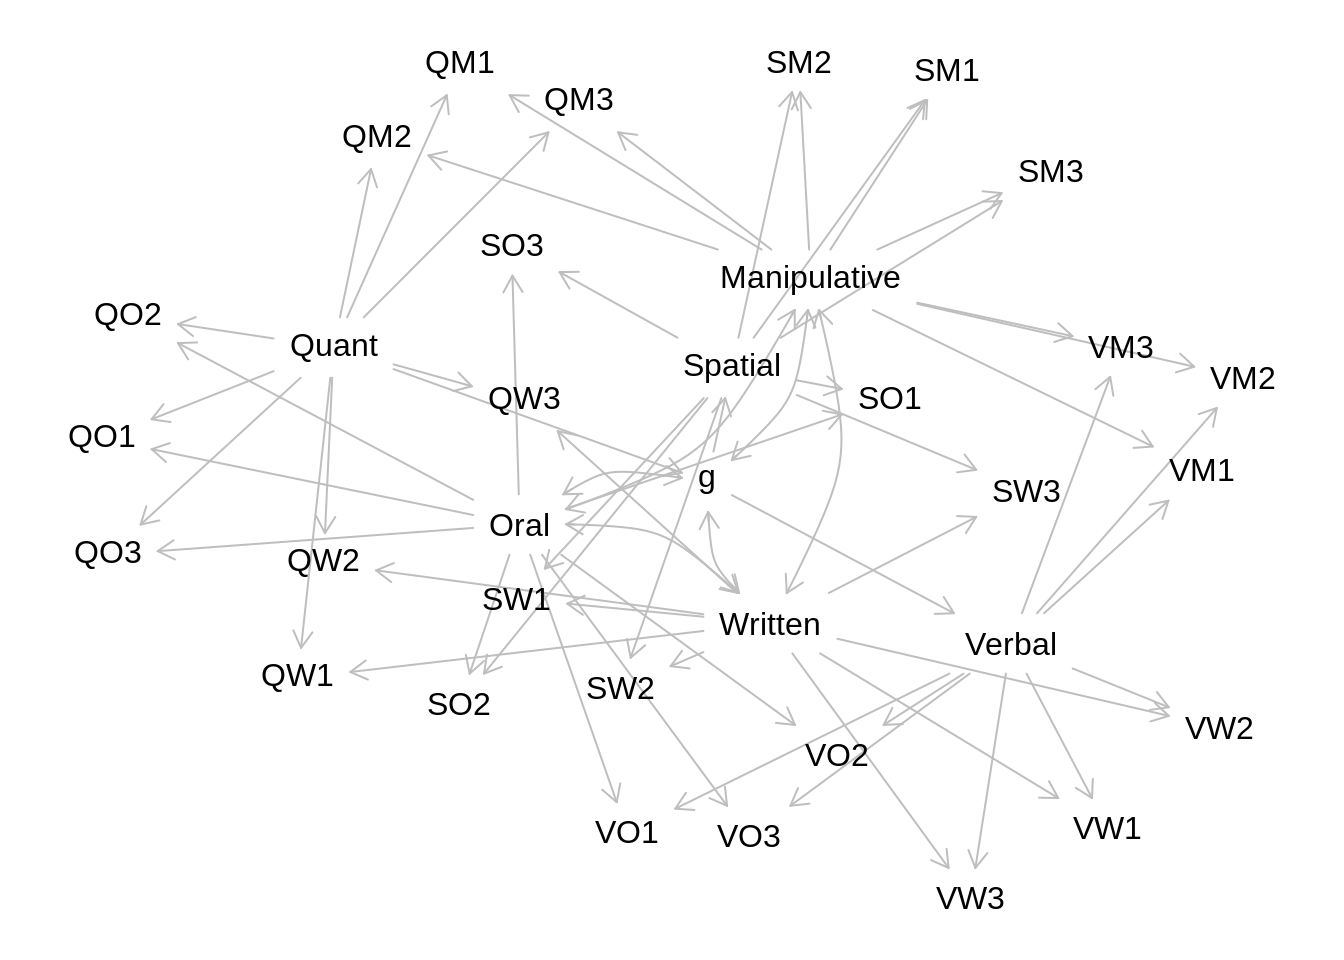 QM1
SM2
SM1
QM3
QM2
SM3
SO3
Manipulative
QO2
Quant
VM3
Spatial
VM2
QW3
SO1
QO1
VM1
g
SW3
Oral
QO3
QW2
SW1
Written
Verbal
QW1
SW2
SO2
VW2
VO2
VO1
VO3
VW1
VW3